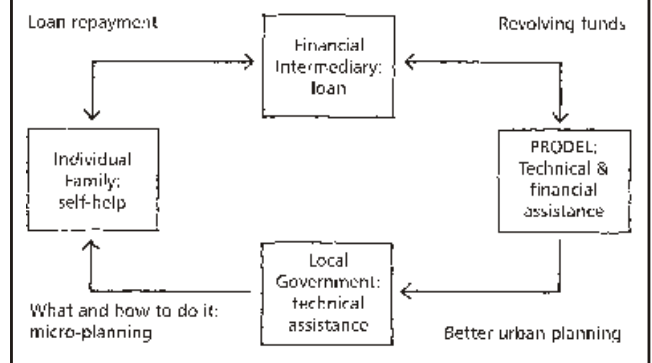 Loan repayment
Revolving funds
Financial
Intermediary:
loan
Individual
Family:
self-help
PRODEL:
Technical &
financial
assistance
Local
Government:
technical
assistance
What and how to do it:
micro-planning
Better urban planning